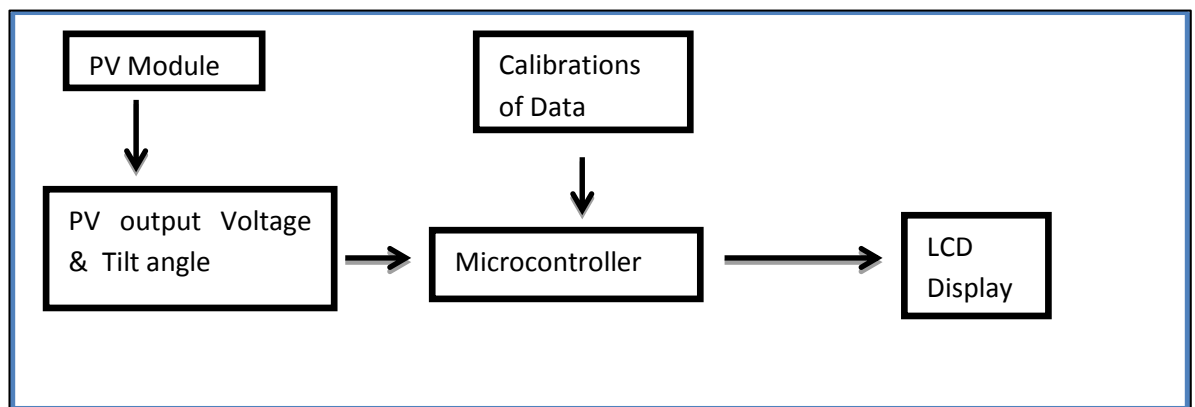 PV Module
Calibrations
of Data
PV output Voltage
& Tilt angle
Microcontroller
LCD
Display